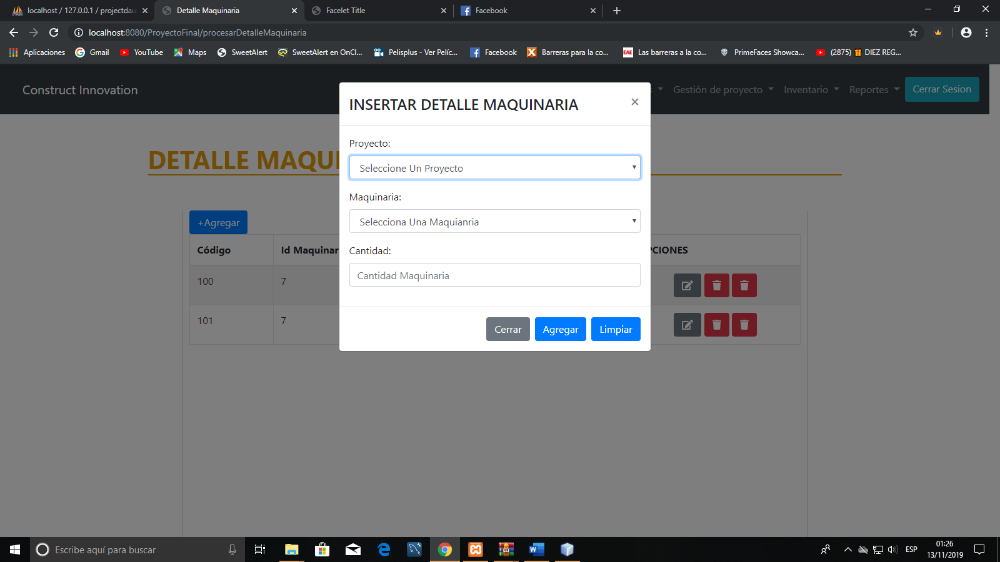 localhost / 127.0.0.1 / projectdau
Detalle Maquinaria
Facelet Title
Facebook
localhost:8080/ProyectoFinal/procesarDetalleMaquinaria
Aplicaciones
Gmail
YouTube
Maps
SweetAlert
SweetAlert en OnCl...
Pelisplus - Ver Pelíc...
Facebook
Barreras para la co...
EAE
Las barreras a la co...
PrimeFaces Showca...
(2875) 🎁 DIEZ REG...
Construct Innovation
Gestión de proyecto
Inventario
Reportes
Cerrar Sesion
INSERTAR DETALLE MAQUINARIA
×
Proyecto:
Seleccione Un Proyecto
Maquinaria:
Selecciona Una Maquianria
Cantidad:
Cantidad Maquinaria
Cerrar
Agregar
Limpiar
DETALLE MAQUI
+Agregar
Código
Id Maquinar
PCIONES
100
7
101
7
Escribe aquí para buscar
ESP
01:26
13/11/2019